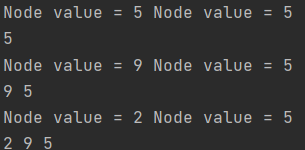 Node value = 5 Node value = 5
5
Node value = 9 Node value = 5
9 5
Node value = 2 Node value = 5
2 9 5